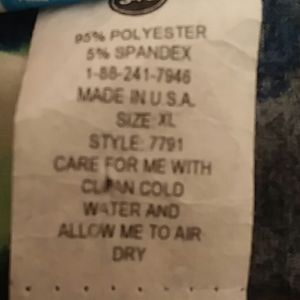 95% POLYESTER
5% SPANDEX
1-88-241-7946
MADE IN U.S.A.
SIZE: XL
STYLE: 7791
CARE FOR ME WITH
CLEAN COLD
WATER AND
ALLOW ME TO AIR
DRY